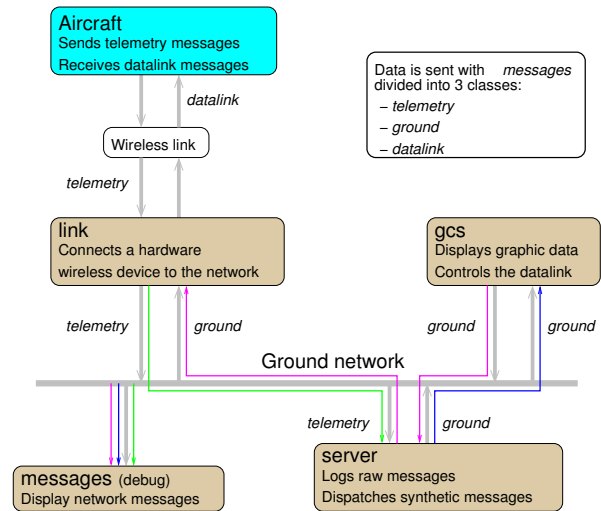 Aircraft
Sends telemetry messages
Receives datalink messages
Data is sent with messages
divided into 3 classes:
– telemetry
– ground
– datalink
datalink
Wireless link
telemetry
link
Connects a hardware
wireless device to the network
gcs
Displays graphic data
Controls the datalink
telemetry
ground
ground
ground
Ground network
telemetry
ground
messages (debug)
Display network messages
server
Logs raw messages
Dispatches synthetic messages